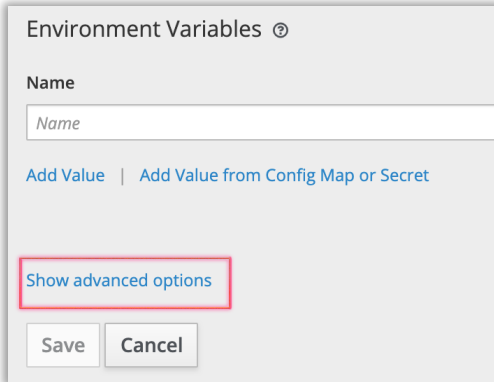 Environment Variables
Name
Name
Add Value | Add Value from Config Map or Secret
Show advanced options
Save Cancel